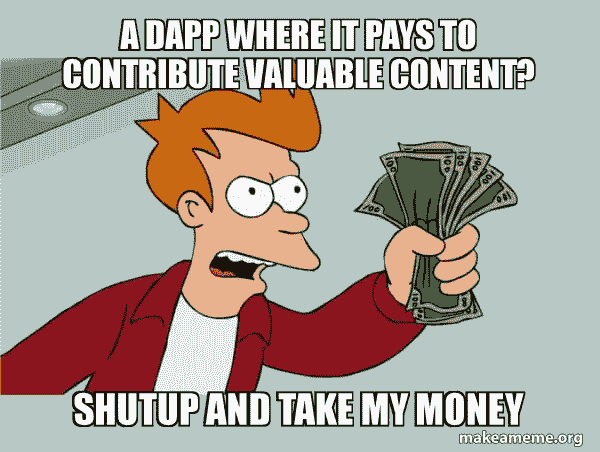 A DAPP WHERE IT PAYS TO
CONTRIBUTE VALUABLE CONTENT?
SHUTUP AND TAKE MY MONEY
makeameme.org